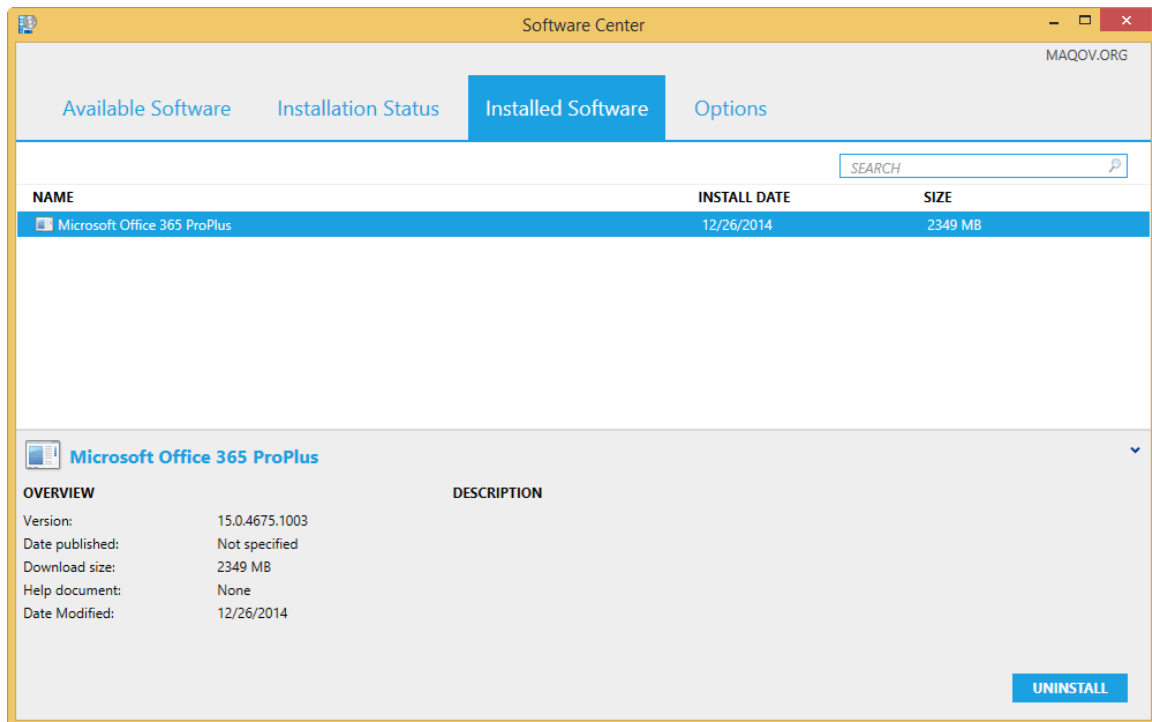 Software Center
MAQOV.ORG
Available Software Installation Status Installed Software Options
SEARCH
NAME INSTALL DATE SIZE
Microsoft Office 365 ProPlus 12/26/2014 2349 MB
Microsoft Office 365 ProPlus
OVERVIEW DESCRIPTION
Version: 15.0.4675.1003
Date published: Not specified
Download size: 2349 MB
Help document: None
Date Modified: 12/26/2014
UNINSTALL